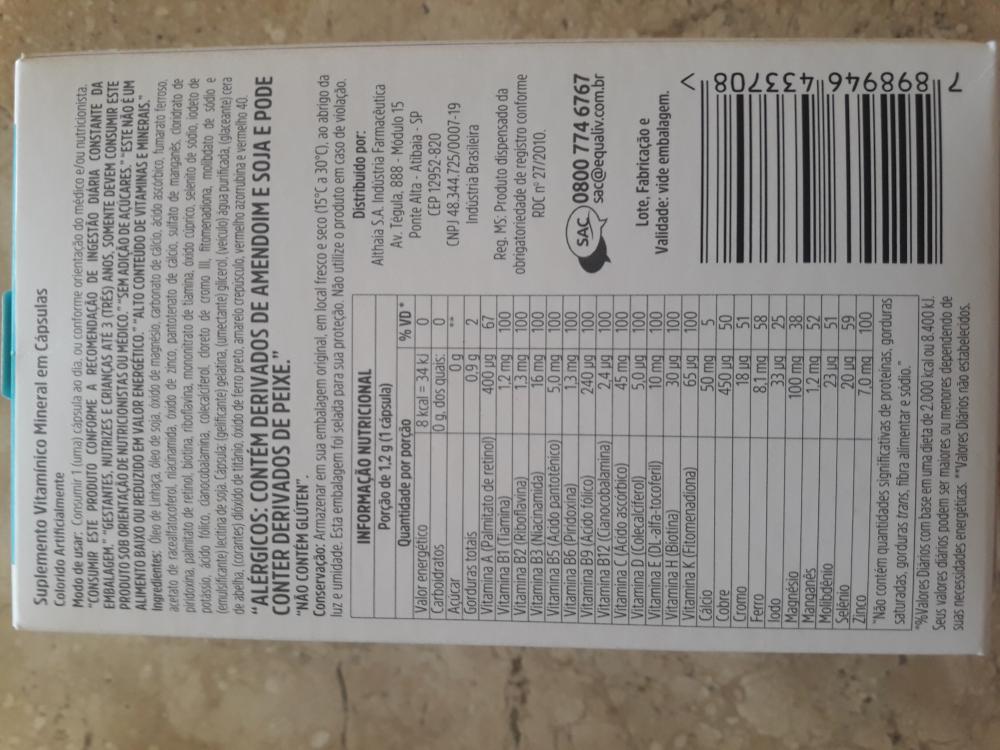 Suplemento Vitamínico Mineral em Cápsulas
Colorido Artificialmente
Modo de usar: Consumir 1 (uma) cápsula ao dia, ou conforme orientação do médico e/ou nutricionista.
"CONSUMIR ESTE PRODUTO CONFORME A RECOMENDAÇÃO DE INGESTÃO DIÁRIA CONSTANTE DA
EMBALAGEM." "GESTANTES, NUTRIZES E CRIANÇAS ATÉ 3 (TRÊS) ANOS, SOMENTE DEVEM CONSUMIR ESTE
PRODUTO SOB ORIENTAÇÃO DE NUTRICIONISTAS OU MÉDICO." "SEM ADIÇÃO DE AÇÚCARES." "ESTE NÃO É UM
ALIMENTO BAIXO OU REDUZIDO EM VALOR ENERGÉTICO." "ALTO CONTEÚDO DE VITAMINAS E MINERAIS."
Ingredientes: Óleo de Linhaça, óleo de soja, óxido de magnésio, carbonato de cálcio, ácido ascórbico, fumarato ferroso,
acetato de racealfatocoferol, niacinamida, óxido de zinco, pantotenato de cálcio, sulfato de manganês, cloridrato de
piridoxina, palmitato de retinol, biotina, riboflavina, mononitrato de tiamina, óxido cúprico, selenito de sódio, iodeto de
potássio, ácido fólico, cianocobalamina, colecalciferol, cloreto de cromo III, fitomenadiona, molibdato de sódio e
(emulsificante) lecitina de soja. Cápsula: (gelificante) gelatina, (umectante) glicerol, (veículo) água purificada, (glaceante) cera
de abelha, (corantes) dióxido de titânio, óxido de ferro preto, amarelo crepúsculo, vermelho azorrubina e vermelho 40.
"ALÉRGICOS: CONTÉM DERIVADOS DE AMENDOIM E SOJA E PODE
CONTER DERIVADOS DE PEIXE."
"NÃO CONTÉM GLÚTEN".
Conservação: Armazenar em sua embalagem original, em local fresco e seco (15°C a 30°C), ao abrigo da
luz e umidade. Esta embalagem foi selada para sua proteção. Não utilize o produto em caso de violação.
INFORMAÇÃO NUTRICIONAL
Porção de 1,2 g (1 cápsula)
Quantidade por porção % VD *
Valor energético 8 kcal = 34 kJ 0
Carboidratos 0 g, dos quais: 0
Açúcar 0 g **
Gorduras totais 0,9 g 2
Vitamina A (Palmitato de retinol) 400 µg 67
Vitamina B1 (Tiamina) 1,2 mg 100
Vitamina B2 (Riboflavina) 1,3 mg 100
Vitamina B3 (Niacinamida) 16 mg 100
Vitamina B5 (Ácido pantotênico) 5,0 mg 100
Vitamina B6 (Piridoxina) 1,3 mg 100
Vitamina B9 (Ácido fólico) 240 µg 100
Vitamina B12 (Cianocobalamina) 2,4 µg 100
Vitamina C (Ácido ascórbico) 45 mg 100
Vitamina D (Colecalciferol) 5,0 µg 100
Vitamina E (DL-alfa-tocoferil) 10 mg 100
Vitamina H (Biotina) 30 µg 100
Vitamina K (Fitomenadiona) 65 µg 100
Cálcio 50 mg 5
Cobre 450 µg 50
Cromo 18 µg 51
Ferro 8,1 mg 58
Iodo 33 µg 25
Magnésio 100 mg 38
Manganês 1,2 mg 52
Molibdênio 23 µg 51
Selênio 20 µg 59
Zinco 7,0 mg 100
"Não contém quantidades significativas de proteínas, gorduras
saturadas, gorduras trans, fibra alimentar e sódio."
*%Valores Diários com base em uma dieta de 2.000 kcal ou 8.400 kJ.
Seus valores diários podem ser maiores ou menores dependendo de
suas necessidades energéticas. **Valores Diários não estabelecidos.
Distribuído por:
Althaia S.A. Indústria Farmacêutica
Av. Tégula, 888 - Módulo 15
Ponte Alta - Atibaia - SP
CEP 12952-820
CNPJ 48.344.725/0007-19
Indústria Brasileira
Reg. MS: Produto dispensado da
obrigatoriedade de registro conforme
RDC nº 27/2010.
SAC 0800 774 6767
sac@equaliv.com.br
Lote, Fabricação e
Validade: vide embalagem.
7 898946 433708 >